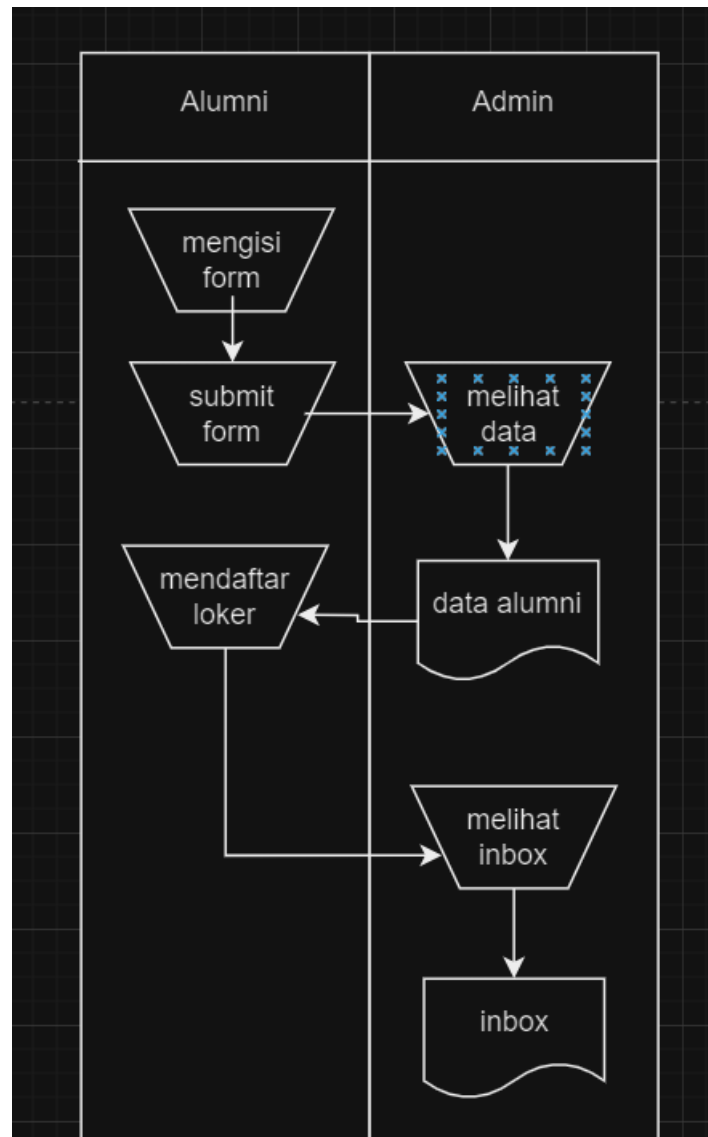 Alumni
Admin
mengisi
form
submit
form
melihat
data
mendaftar
loker
data alumni
melihat
inbox
inbox